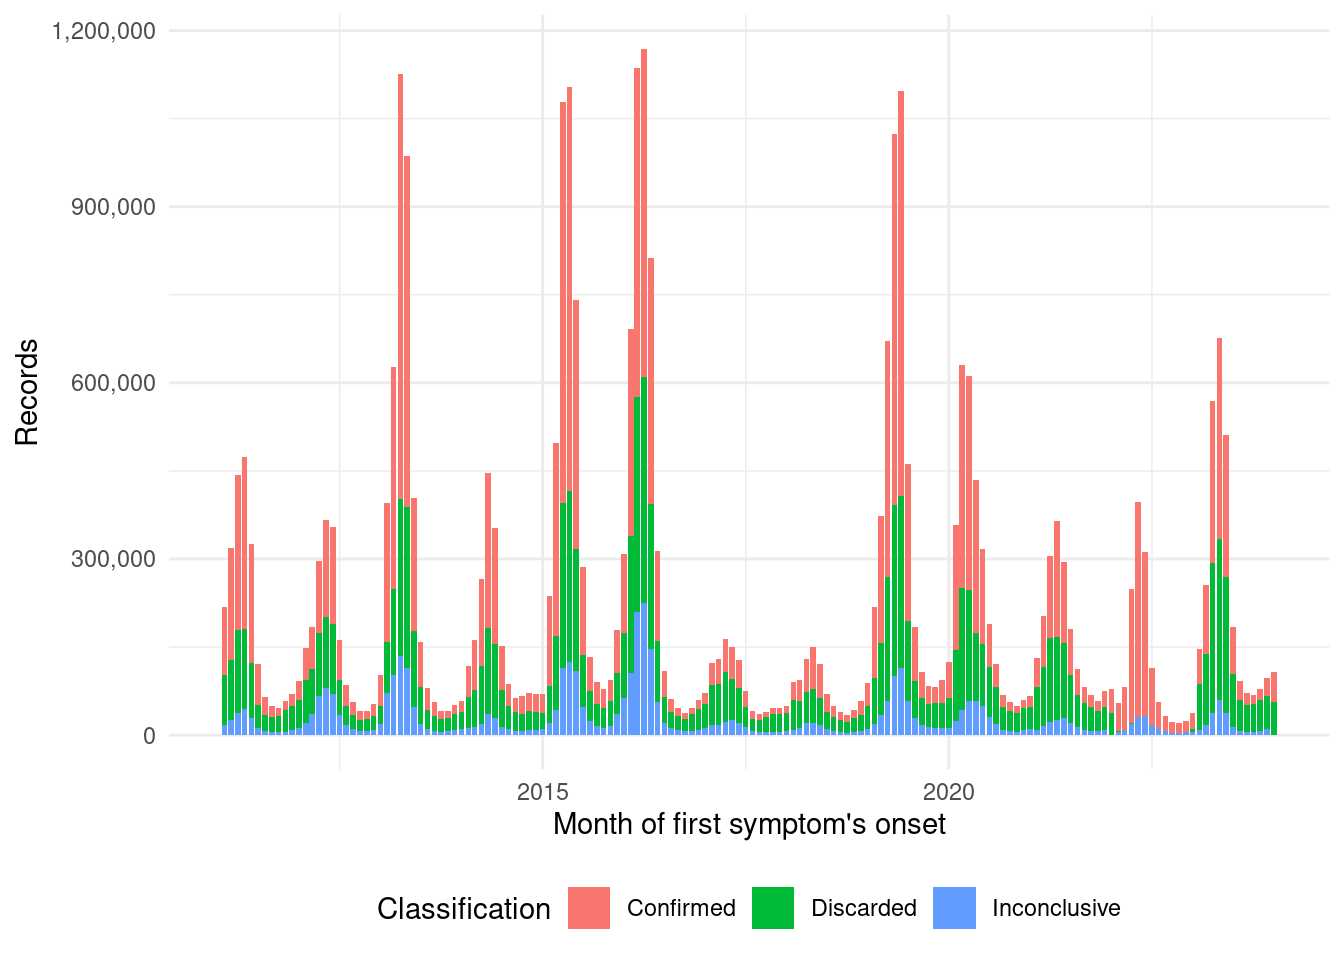 1,200,000
900,000
600,000
300,000
0
Records
2015 2020
Month of first symptom's onset
Classification Confirmed Discarded Inconclusive